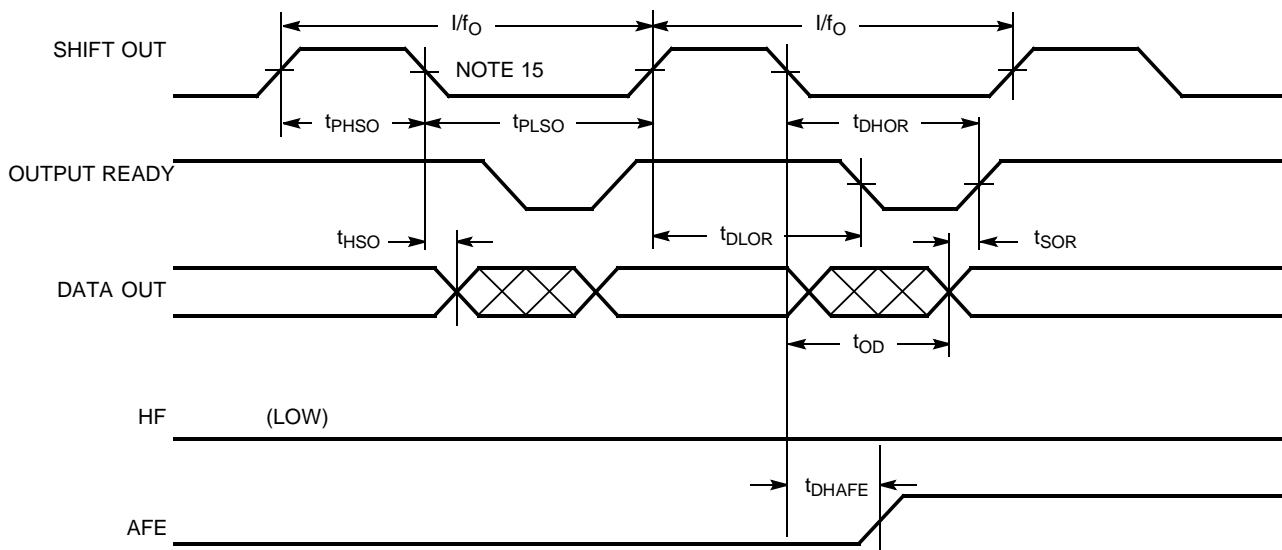 I/fO I/fO
SHIFT OUT
NOTE 15
tPHSO tPLSO tDHOR
OUTPUT READY
tHSO tDLOR tSOR
DATA OUT
tOD
HF (LOW)
tDHAFE
AFE